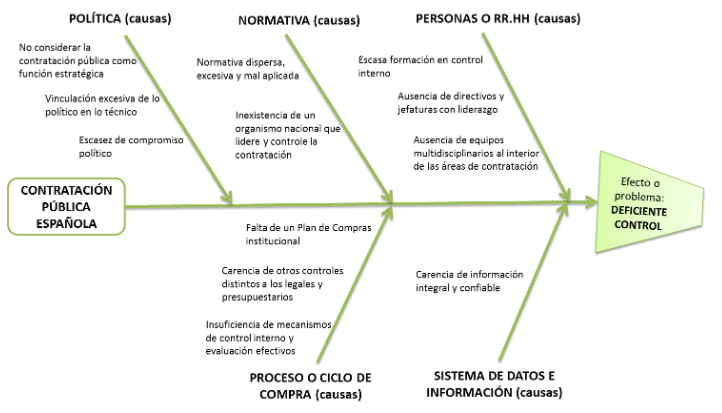 POLÍTICA (causas)
No considerar la
contratación pública como
función estratégica
Vinculación excesiva de lo
político en lo técnico
Escasez de compromiso
político
NORMATIVA (causas)
Normativa dispersa,
excesiva y mal aplicada
Inexistencia de un
organismo nacional que
lidere y controle la
contratación
PERSONAS O RR.HH (causas)
Escasa formación en control
interno
Ausencia de directivos y
jefaturas con liderazgo
Ausencia de equipos
multidisciplinarios al interior
de las áreas de contratación
CONTRATACIÓN
PÚBLICA
ESPAÑOLA
Efecto o
problema:
DEFICIENTE
CONTROL
Falta de un Plan de Compras
institucional
Carencia de otros controles
distintos a los legales y
presupuestarios
Insuficiencia de mecanismos
de control interno y
evaluación efectivos
PROCESO O CICLO DE
COMPRA (causas)
Carencia de información
integral y confiable
SISTEMA DE DATOS E
INFORMACIÓN (causas)